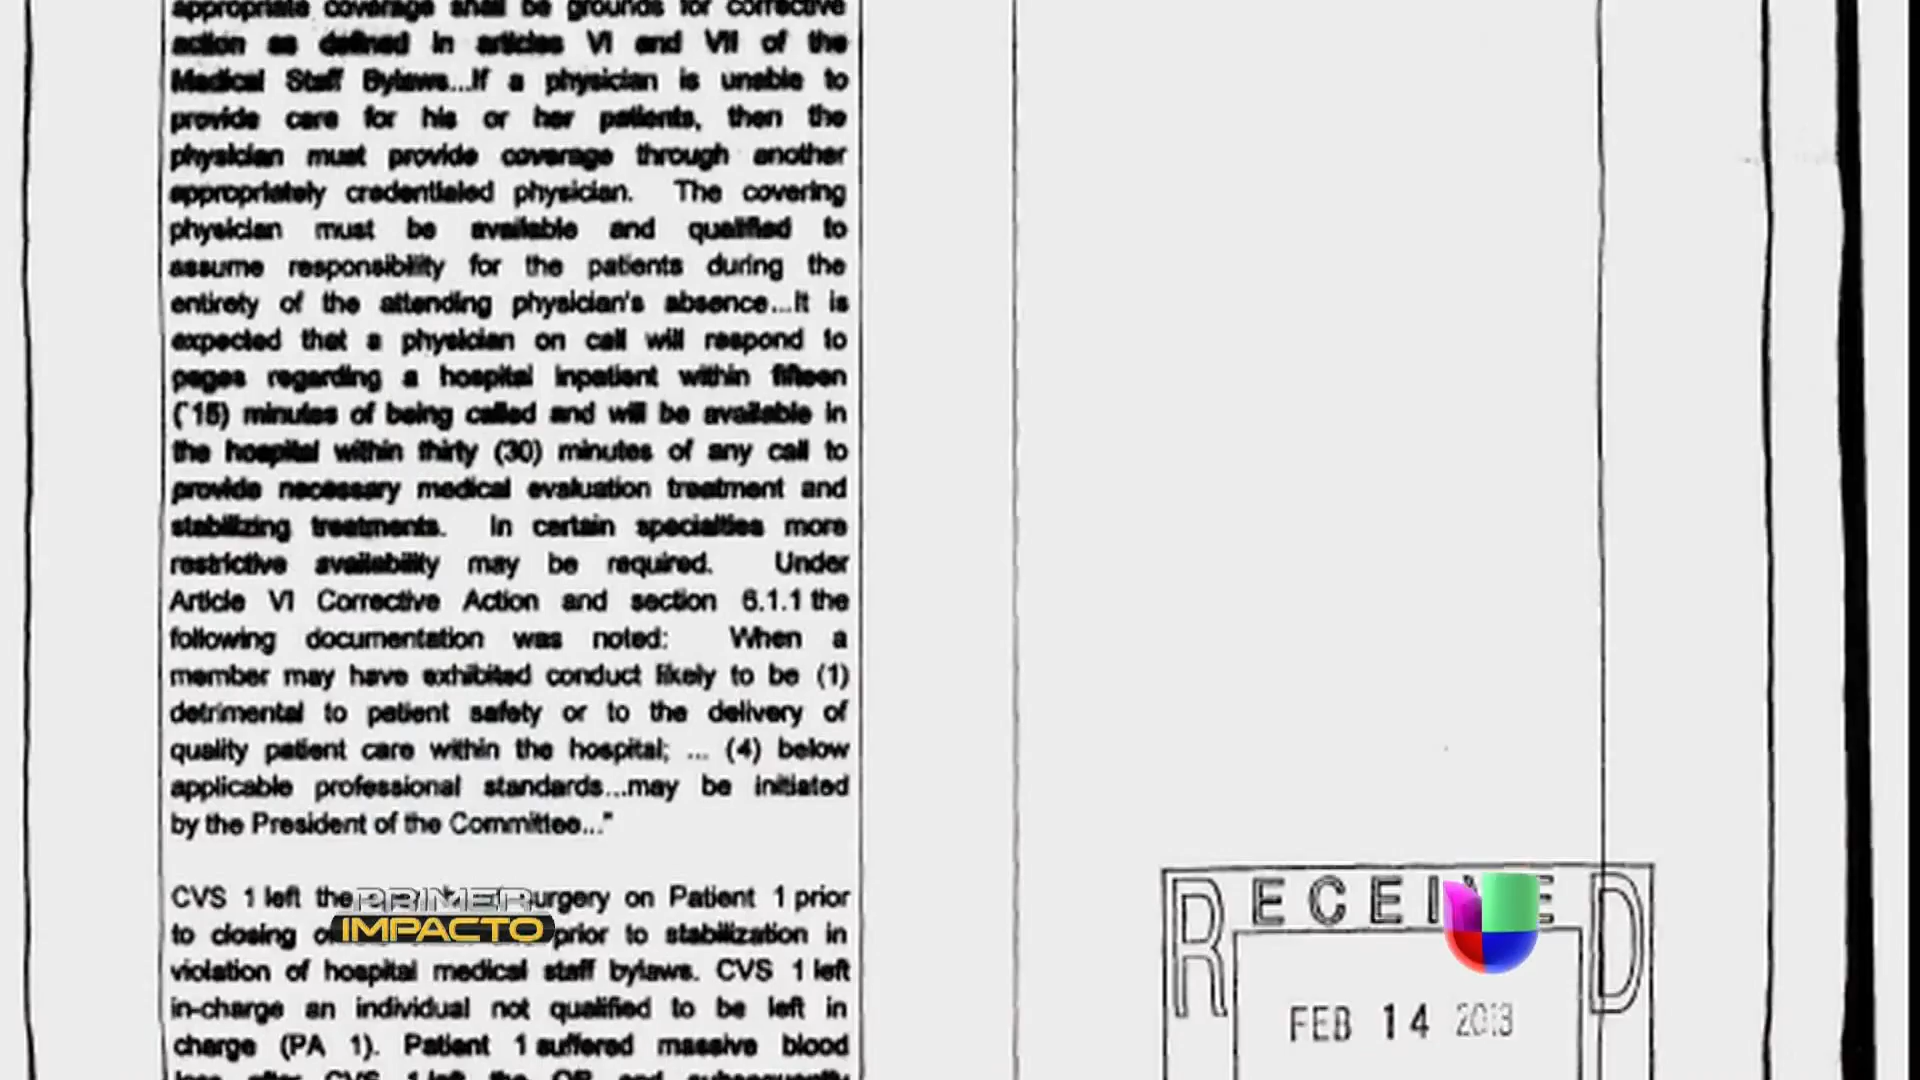 appropriate coverage shall be grounds for corrective
action as defined in articles VI and VII of the
Medical Staff Bylaws...If a physician is unable to
provide care for his or her patients, then the
physician must provide coverage through another
appropriately credentialed physician. The covering
physician must be available and qualified to
assume responsibility for the patients during the
entirety of the attending physician's absence...It is
expected that a physician on call will respond to
pages regarding a hospital inpatient within fifteen
(`15) minutes of being called and will be available in
the hospital within thirty (30) minutes of any call to
provide necessary medical evaluation treatment and
stabilizing treatments. In certain specialties more
restrictive availability may be required. Under
Article VI Corrective Action and section 6.1.1 the
following documentation was noted: When a
member may have exhibited conduct likely to be (1)
detrimental to patient safety or to the delivery of
quality patient care within the hospital; ... (4) below
applicable professional standards...may be initiated
by the President of the Committee..."
CVS 1 left the surgery on Patient 1 prior
to closing prior to stabilization in
violation of hospital medical staff bylaws. CVS 1 left
in-charge an individual not qualified to be left in
charge (PA 1). Patient 1 suffered massive blood
loss after CVS 1 left the OR and subsequently
PRIMER
IMPACTO
RECEIVED
FEB 14 2013